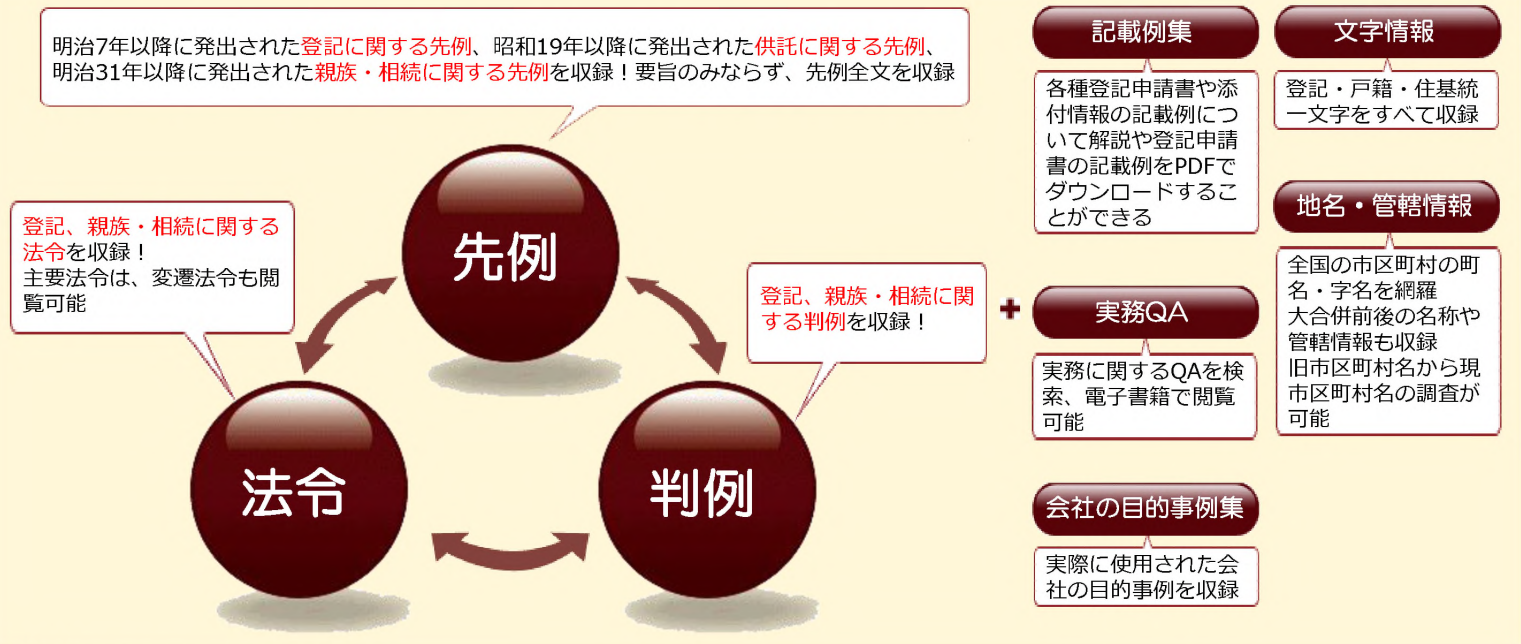 明治7年以降に発出された登記に関する先例、昭和19年以降に発出された供託に関する先例、
明治31年以降に発出された親族・相続に関する先例を収録！要旨のみならず、先例全文を収録
先例
登記、親族・相続に関する
法令を収録！
主要法令は、変遷法令も閲
覧可能
法令
登記、親族・相続に関
する判例を収録！
判例
+
記載例集
各種登記申請書や添
付情報の記載例につ
いて解説や登記申請
書の記載例をPDFで
ダウンロードするこ
とができる
実務QA
実務に関するQAを検
索、電子書籍で閲覧
可能
会社の目的事例集
実際に使用された会
社の目的事例を収録
文字情報
登記・戸籍・住基統
一文字をすべて収録
地名・管轄情報
全国の市区町村の町
名・字名を網羅
大合併前後の名称や
管轄情報も収録
旧市区町村名から現
市区町村名の調査が
可能